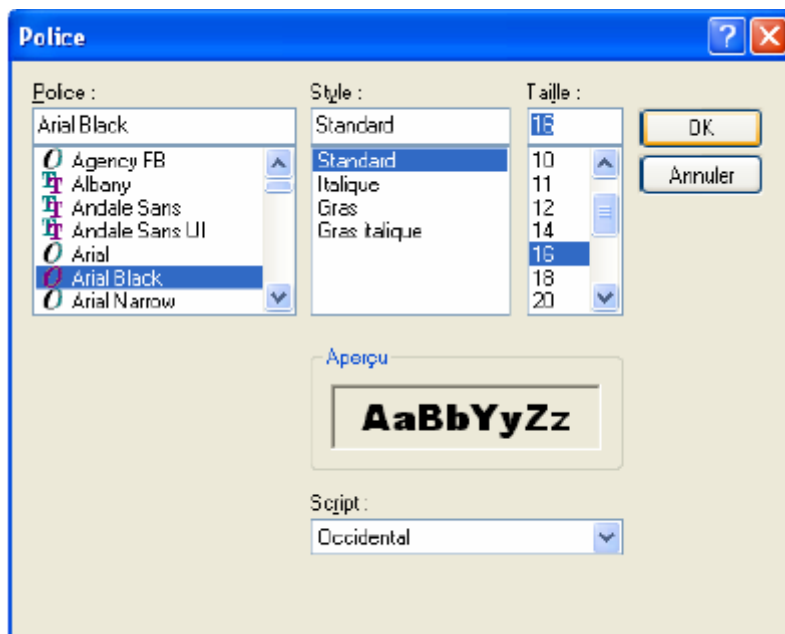 Police
Police :
Style :
Taille :
Arial Black
Standard
16
OK
Agency FB
Albany
Andale Sans
Andale Sans UI
Arial
Arial Black
Arial Narrow
Standard
Italique
Gras
Gras italique
10
11
12
14
16
18
20
Annuler
Aperçu
AaBbYyZz
Script :
Occidental